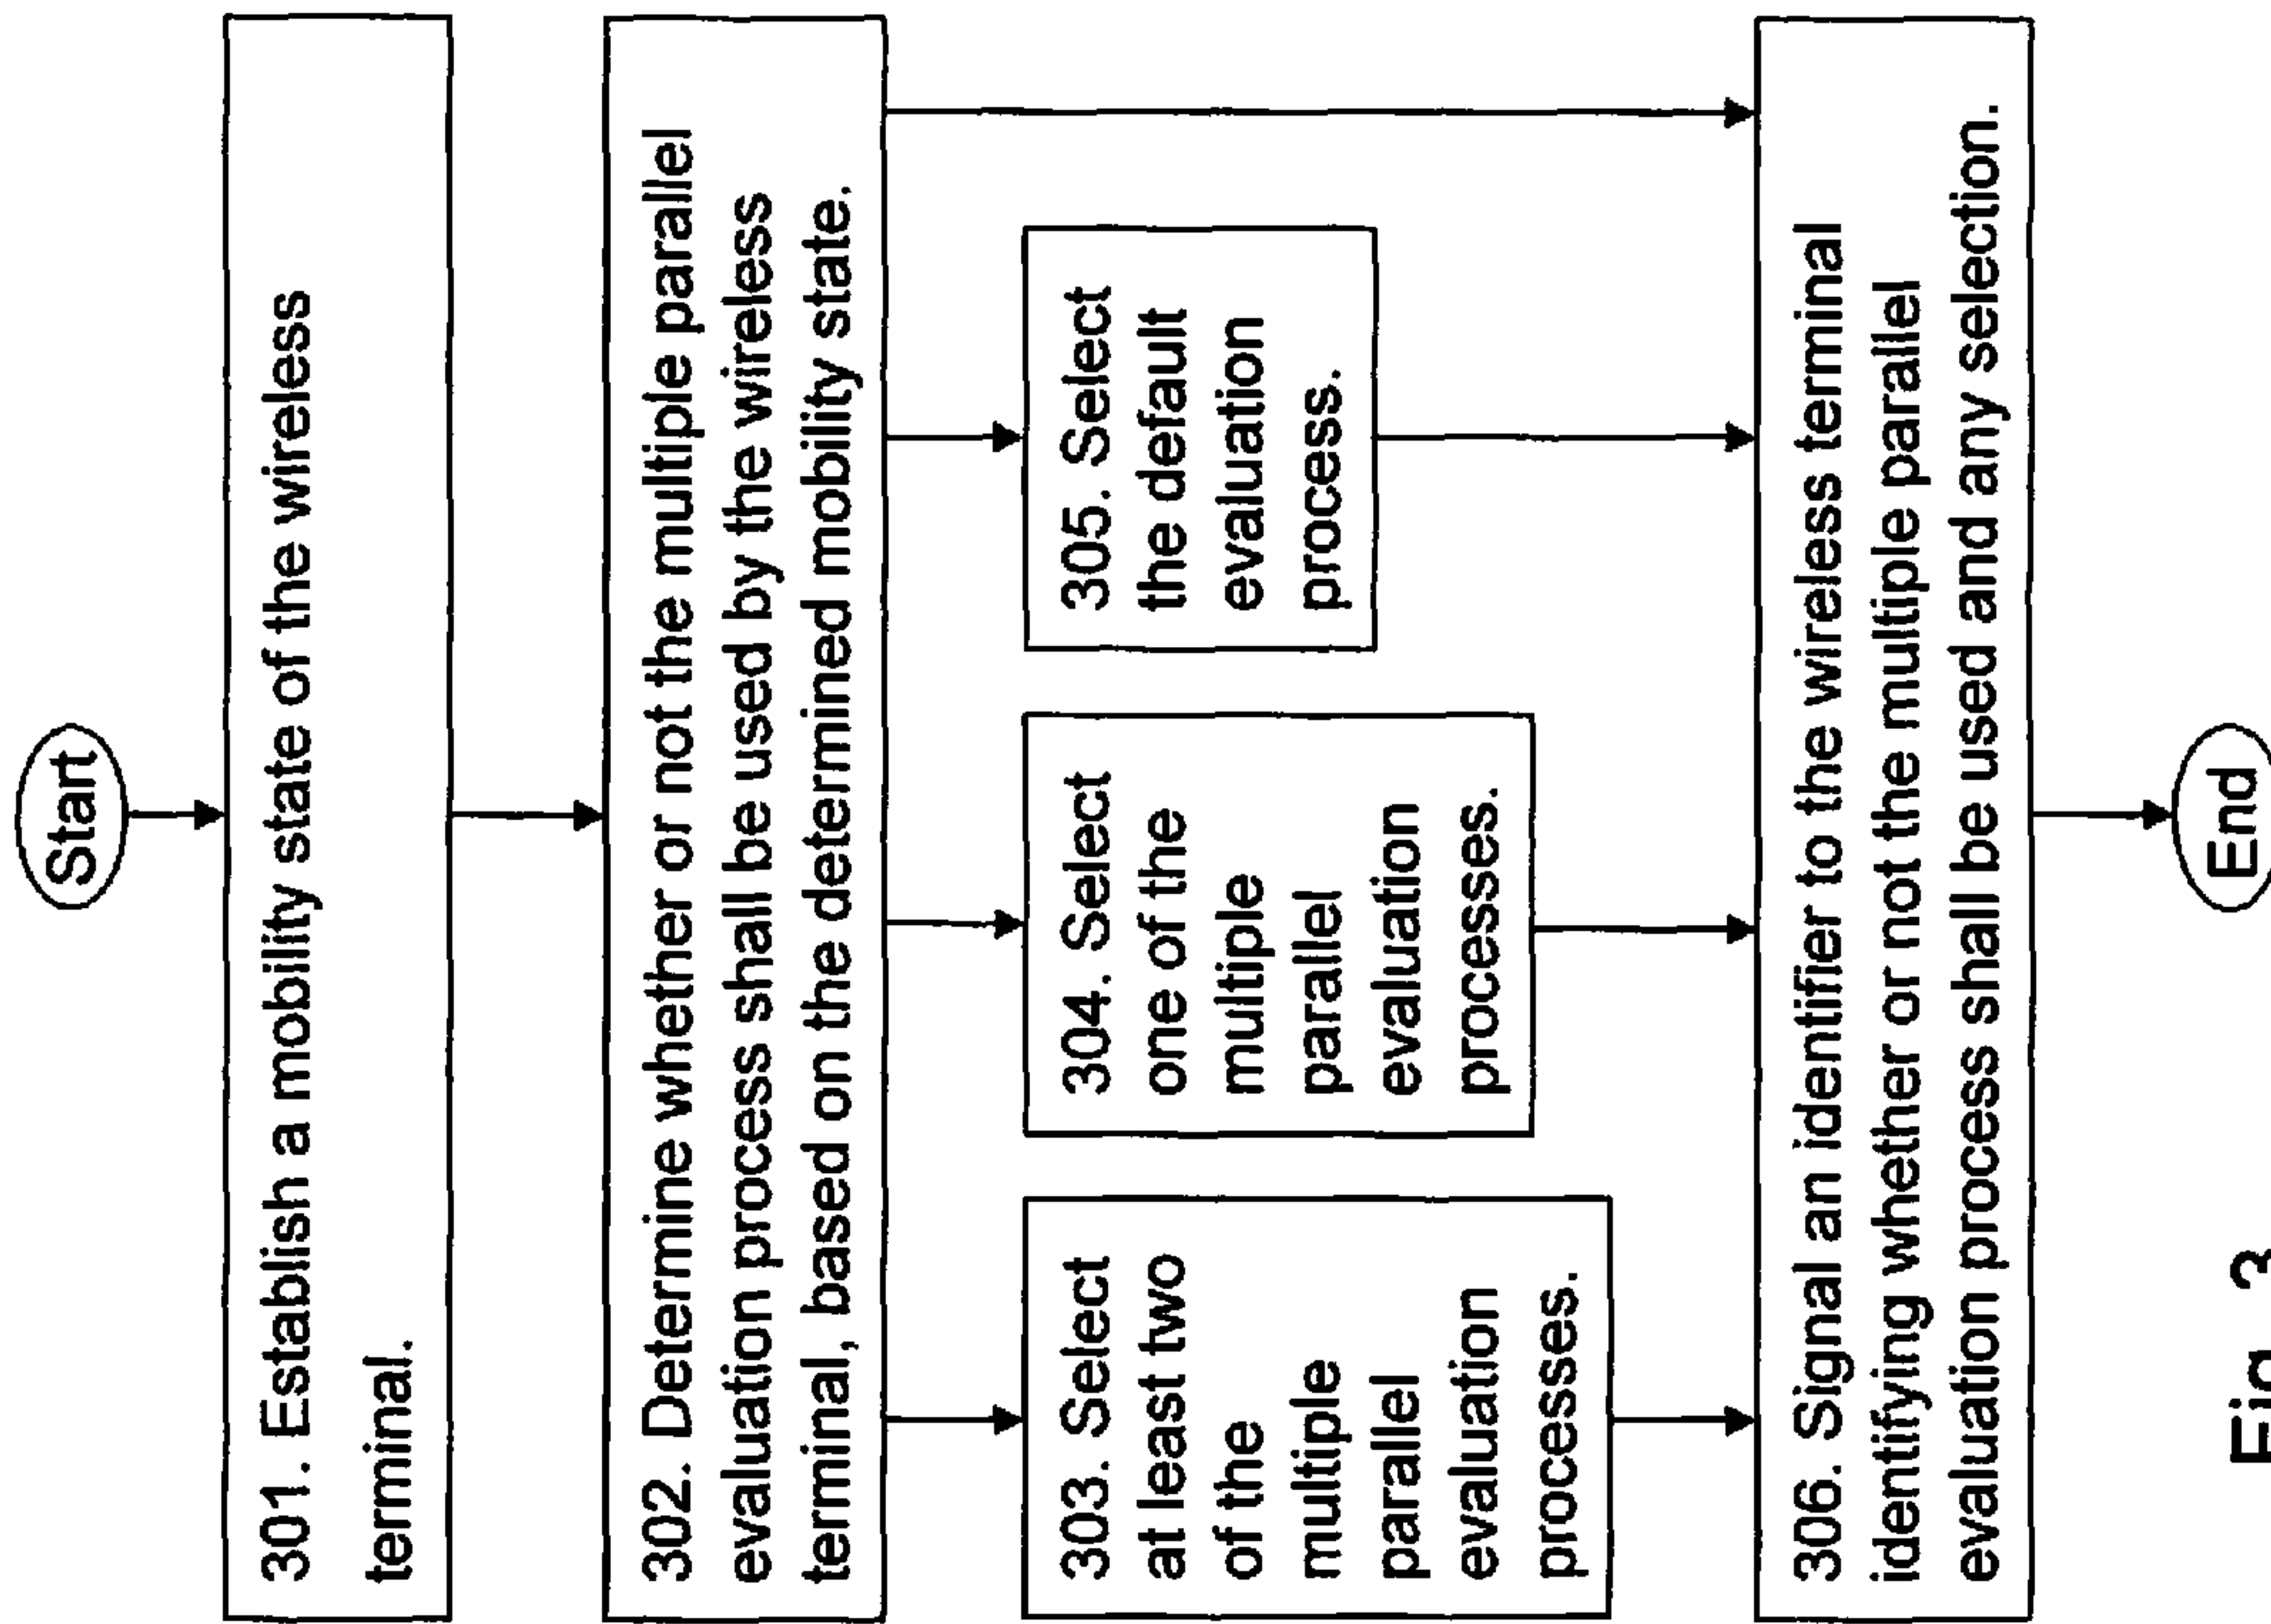 Start
301. Establish a mobility state of the wireless
terminal.
302. Determine whether or not the multiple parallel
evaluation process shall be used by the wireless
terminal, based on the determined mobility state.
303. Select
at least two
of the
multiple
parallel
evaluation
processes.
304. Select
one of the
multiple
parallel
evaluation
processes.
305. Select
the default
evaluation
process.
306. Signal an identifier to the wireless terminal
identifying whether or not the multiple parallel
evaluation process shall be used and any selection.
End
Fig. 3